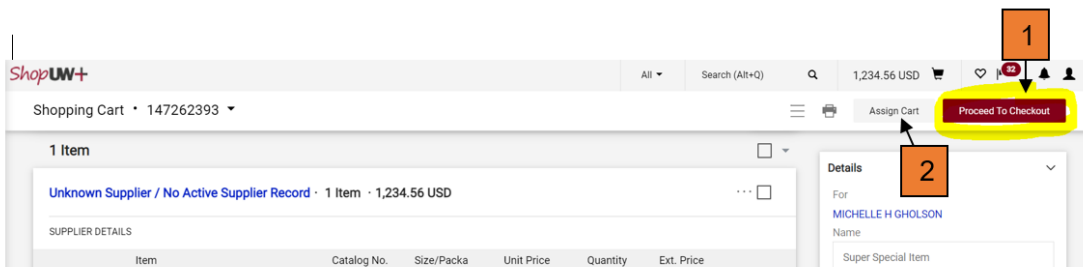 1
ShopUW+ All Search (Alt+Q) 1,234.56 USD 32
Shopping Cart · 147262393 Assign Cart Proceed To Checkout
1 Item
2
Details
Unknown Supplier / No Active Supplier Record · 1 Item · 1,234.56 USD ...
For
MICHELLE H GHOLSON
SUPPLIER DETAILS
Name
Item Catalog No. Size/Packa Unit Price Quantity Ext. Price
Super Special Item